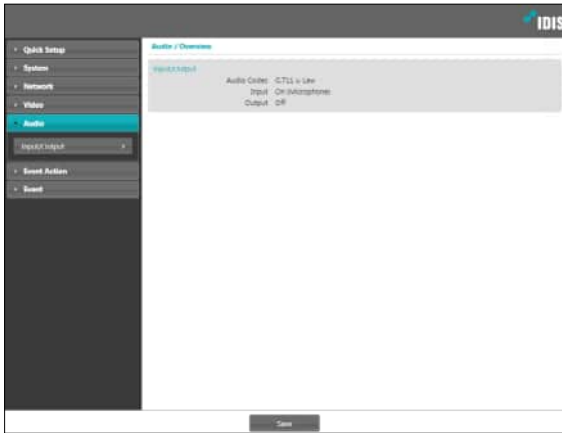 IDIS
Quick Setup
System
Network
Video
Audio
Input/Output
Event Action
Event
Audio / Overview
Input/Output
Audio Codec G.711 u-Law
Input On (Microphone)
Output Off
Save